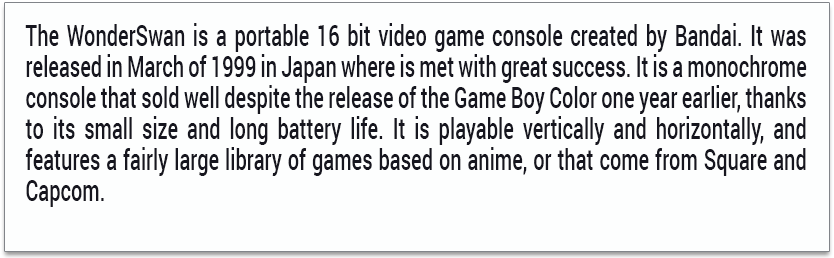 The WonderSwan is a portable 16 bit video game console created by Bandai. It was
released in March of 1999 in Japan where is met with great success. It is a monochrome
console that sold well despite the release of the Game Boy Color one year earlier, thanks
to its small size and long battery life. It is playable vertically and horizontally, and
features a fairly large library of games based on anime, or that come from Square and
Capcom.